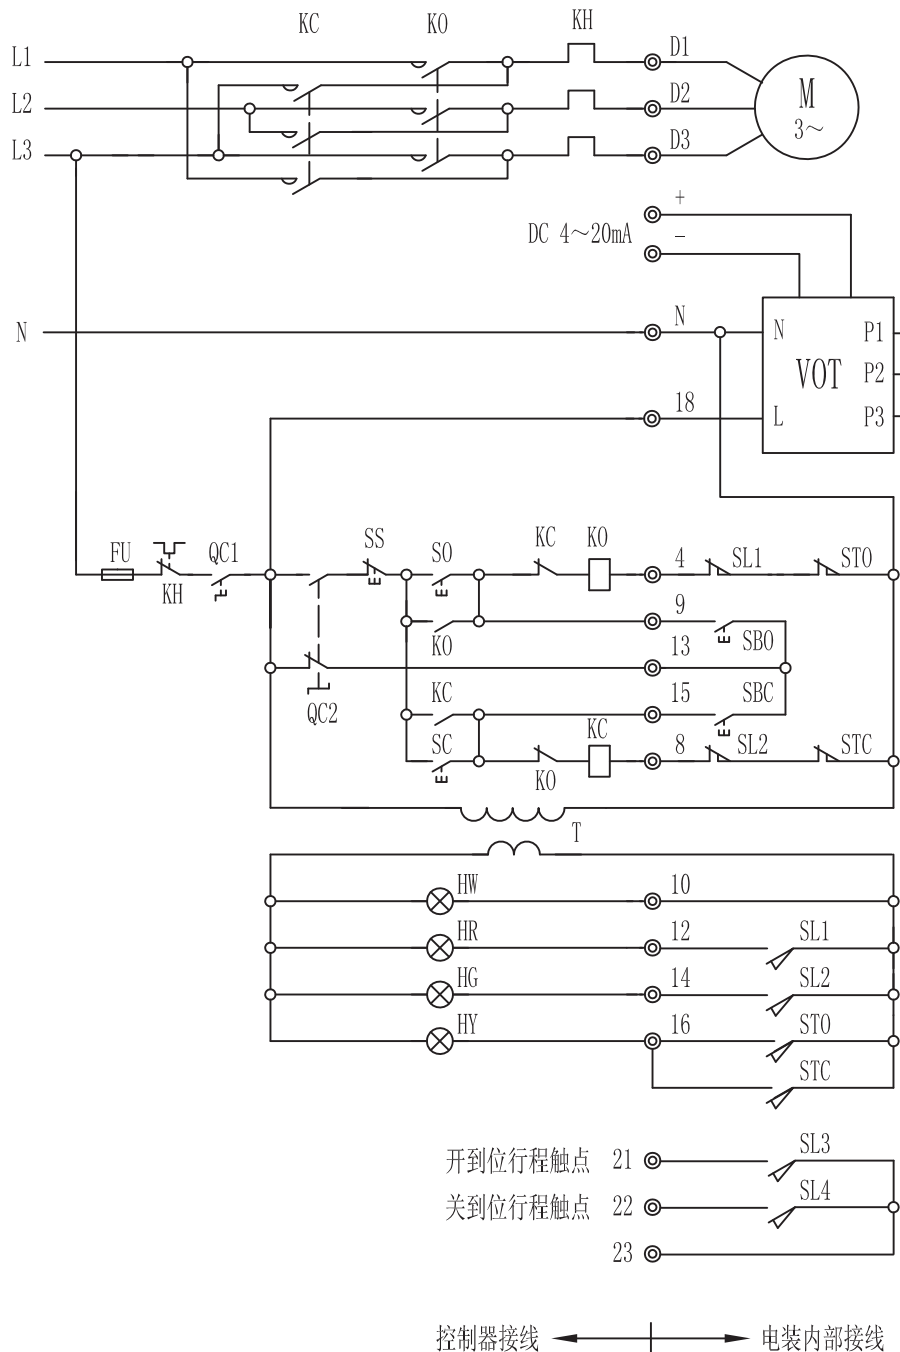 KC KO KH
L1 D1
L2 D2
M
3～
L3 D3
+
DC 4～20mA
−
N N N P1
VOT P2
18 L P3
FU KH QC1 SS SO KC KO 4 SL1 STO
KO 9 SBO
13
QC2 KC 15 SBC
SC KO KC 8 SL2 STC
T
HW 10
HR 12 SL1
HG 14 SL2
HY 16 STO
STC
开到位行程触点 21 SL3
关到位行程触点 22 SL4
23
控制器接线 电装内部接线